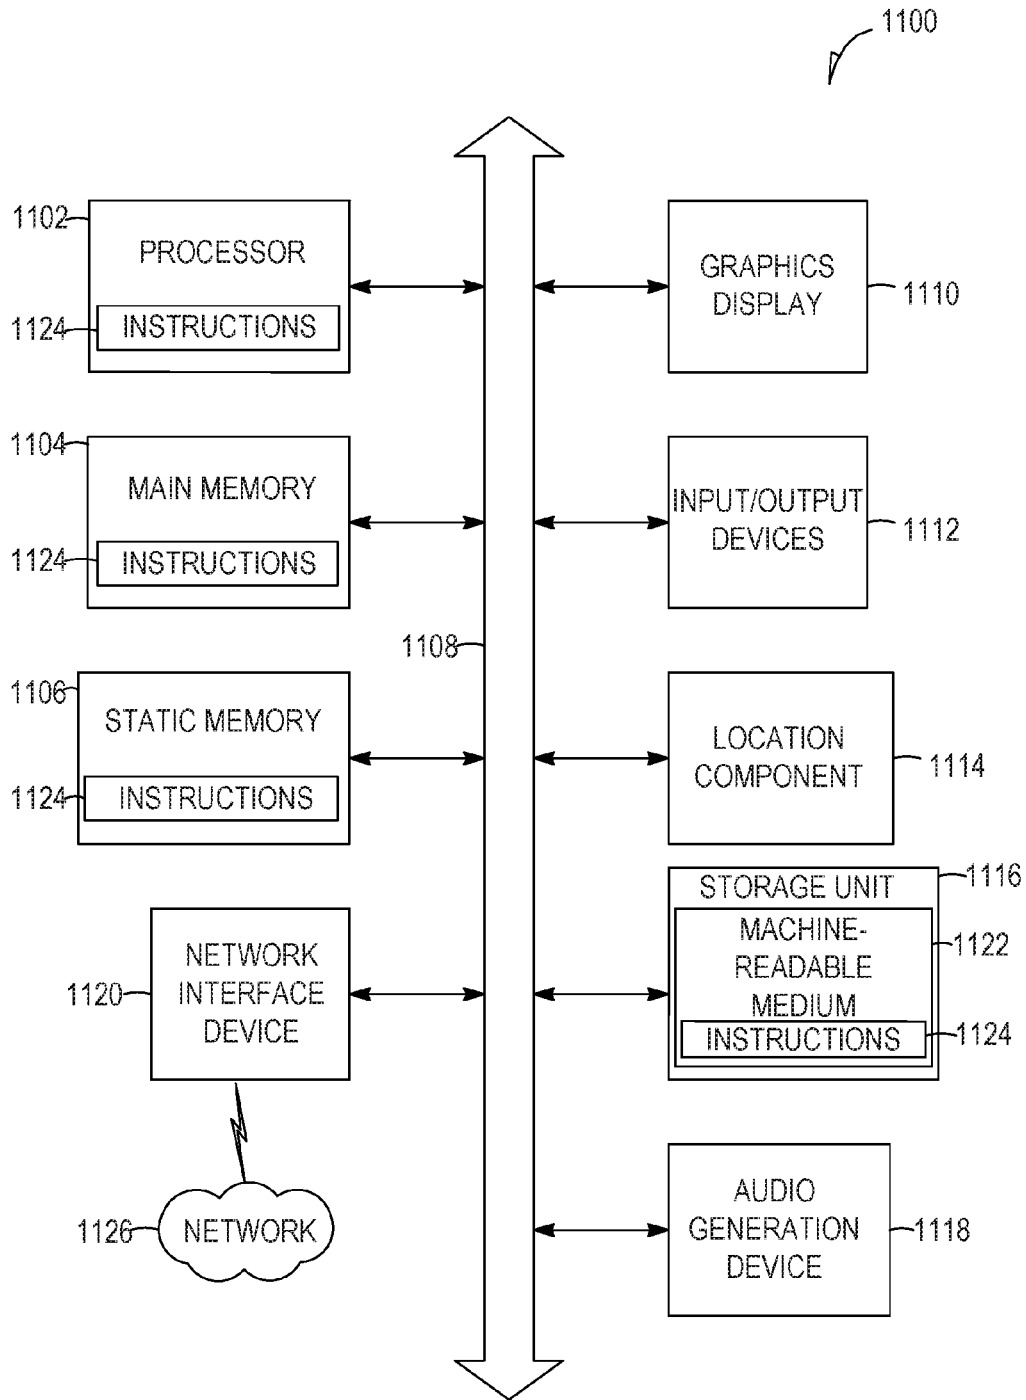 1100
1102
PROCESSOR
1124
INSTRUCTIONS
GRAPHICS
DISPLAY
1110
1104
MAIN MEMORY
1124
INSTRUCTIONS
INPUT/OUTPUT
DEVICES
1112
1108
1106
STATIC MEMORY
1124
INSTRUCTIONS
LOCATION
COMPONENT
1114
1120
NETWORK
INTERFACE
DEVICE
STORAGE UNIT
1116
MACHINE-
READABLE
MEDIUM
1122
INSTRUCTIONS
1124
1126
NETWORK
AUDIO
GENERATION
DEVICE
1118